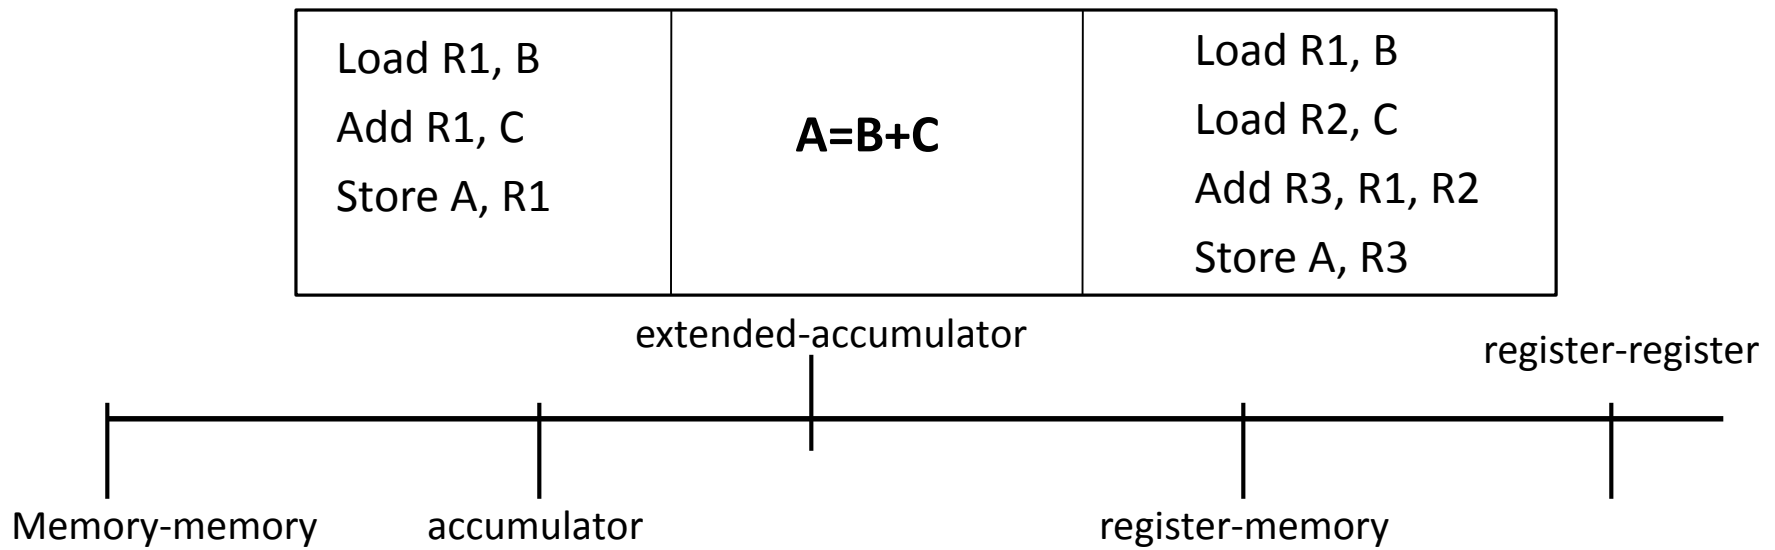 Load R1, B
Add R1, C
Store A, R1
A=B+C
Load R1, B
Load R2, C
Add R3, R1, R2
Store A, R3
extended-accumulator
register-register
Memory-memory
accumulator
register-memory